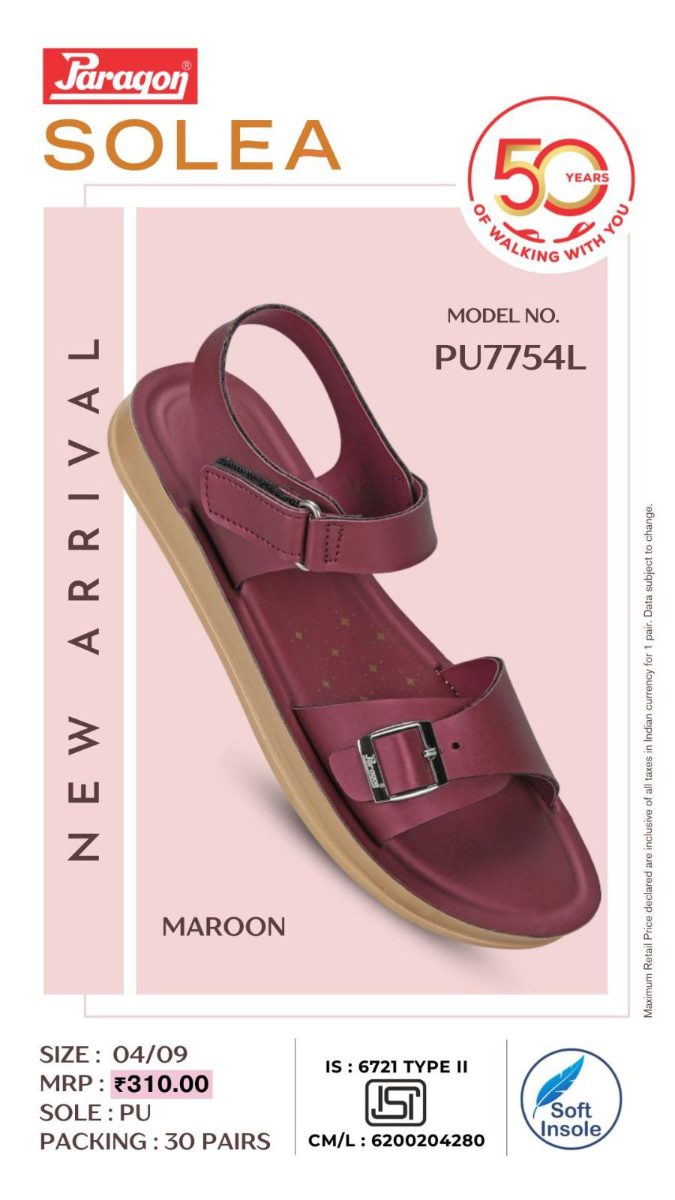 Paragon®
SOLEA
50
YEARS
OF WALKING WITH YOU
MODEL NO.
PU7754L
NEW ARRIVAL
Paragon
MAROON
Maximum Retail Price declared are inclusive of all taxes in Indian currency for 1 pair. Data subject to change.
SIZE : 04/09
MRP : ₹310.00
SOLE : PU
PACKING : 30 PAIRS
IS : 6721 TYPE II
ISI
CM/L : 6200204280
Soft
Insole